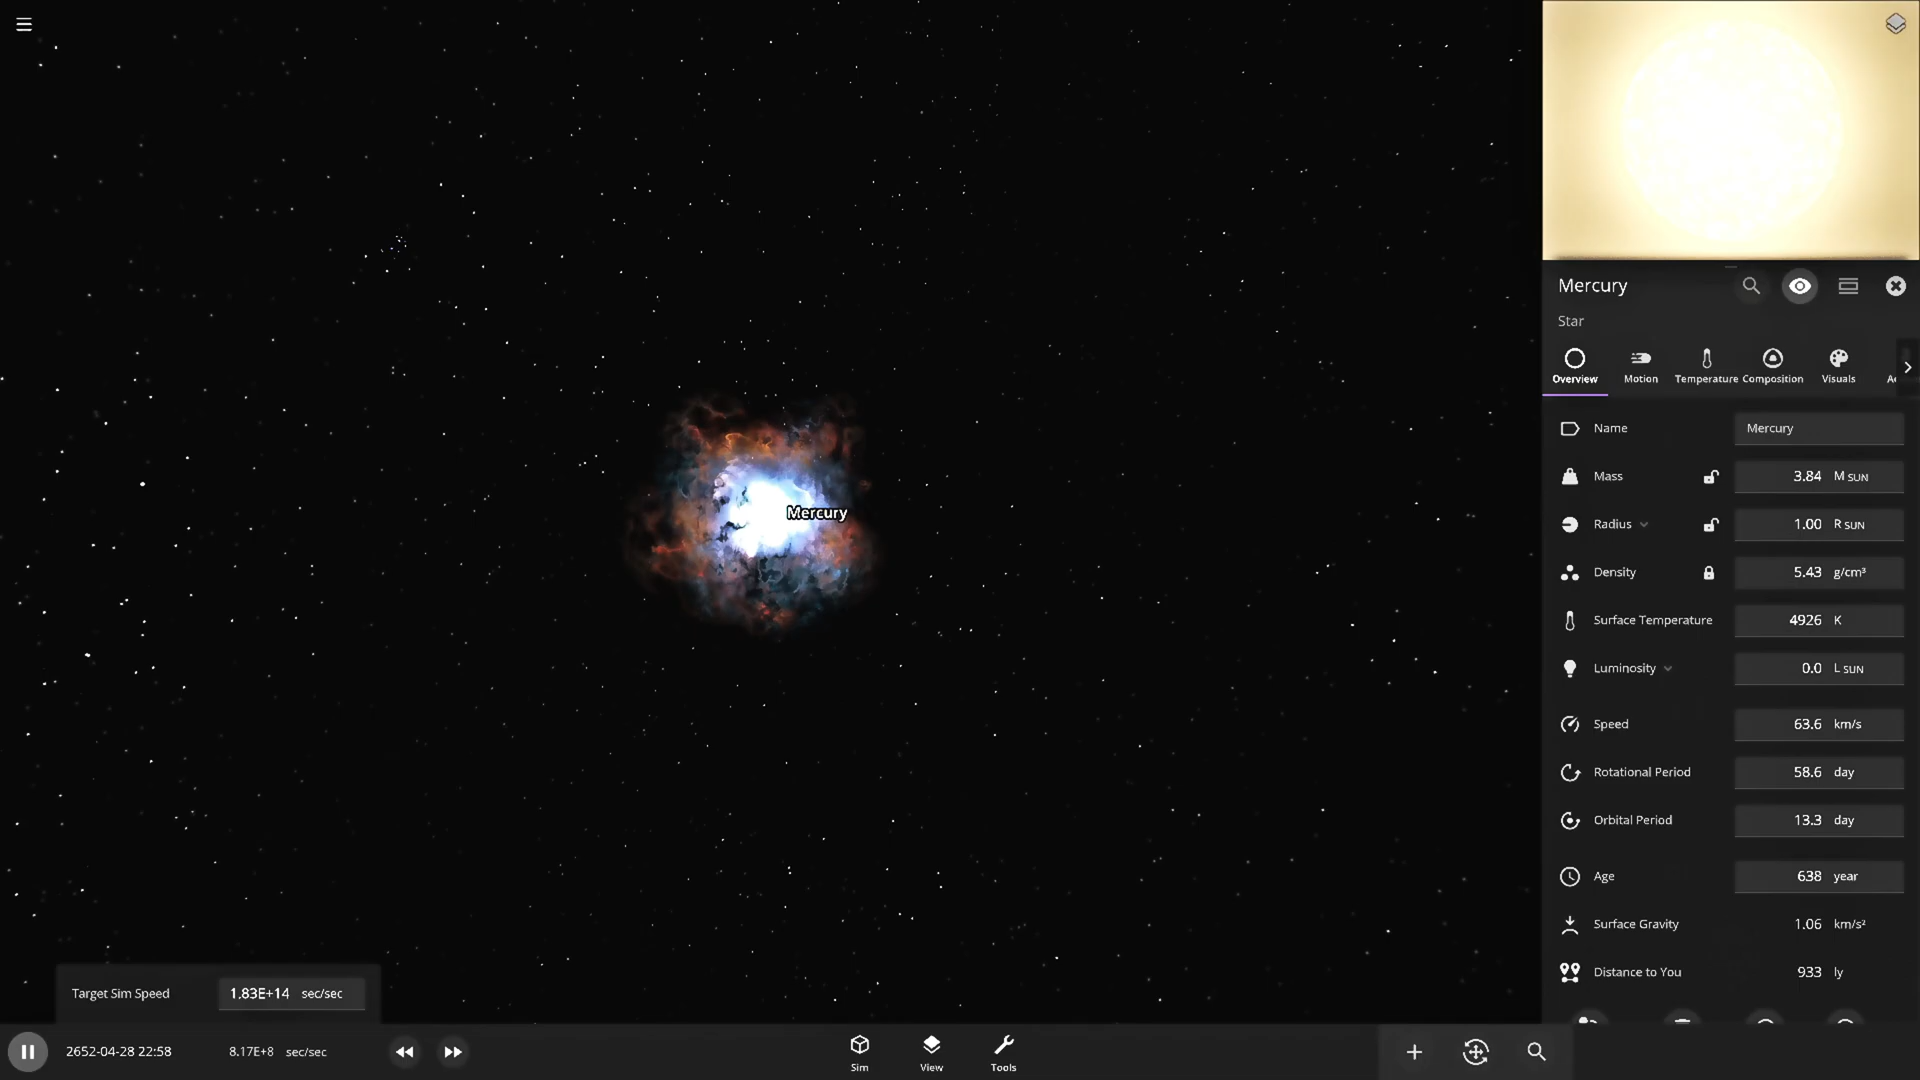 Mercury
Star
Overview Motion Temperature Composition Visuals
Name Mercury
Mass 3.84 M SUN
Radius 1.00 R SUN
Density 5.43 g/cm³
Surface Temperature 4926 K
Luminosity 0.0 L SUN
Speed 63.6 km/s
Rotational Period 58.6 day
Orbital Period 13.3 day
Age 638 year
Surface Gravity 1.06 km/s²
Distance to You 933 ly
Mercury
Target Sim Speed 1.83E+14 sec/sec
2652-04-28 22:58 8.17E+8 sec/sec
Sim View Tools